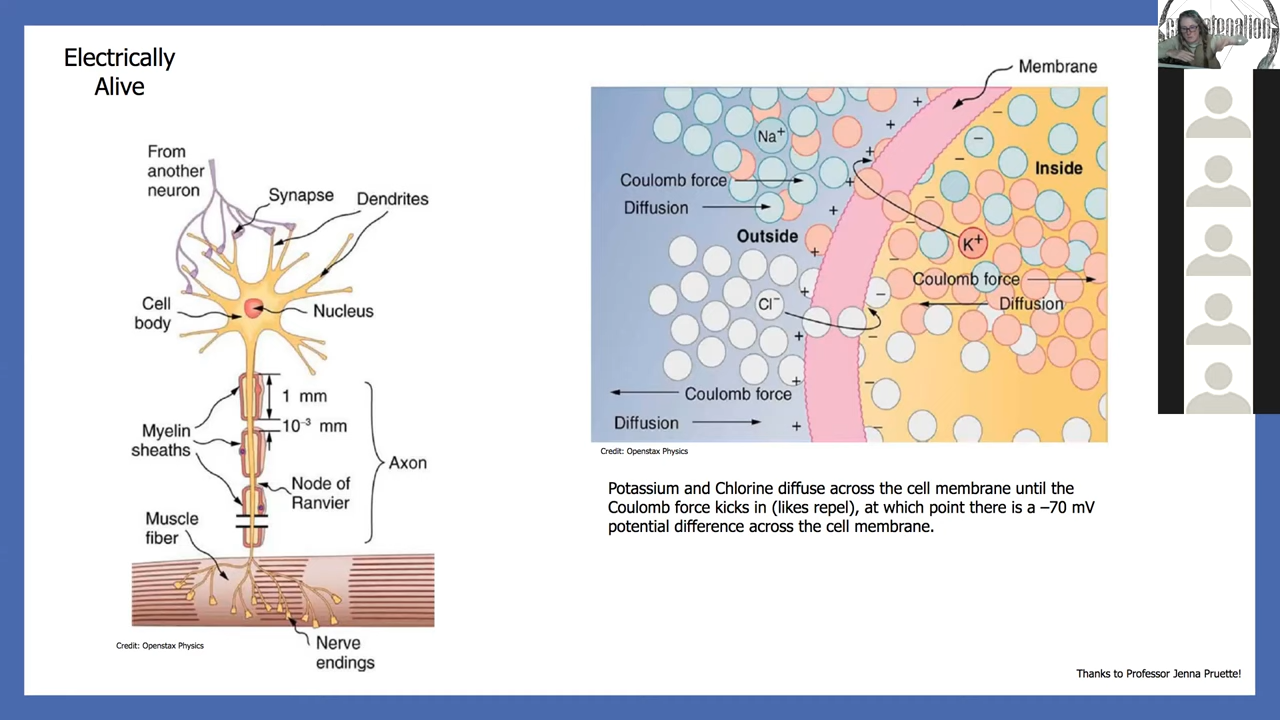 Electrically
Alive
From
another
neuron
Synapse
Dendrites
Cell
body
Nucleus
1 mm
10⁻³ mm
Myelin
sheaths
Axon
Node of
Ranvier
Muscle
fiber
Nerve
endings
Credit: Openstax Physics
Membrane
Na⁺
Inside
Coulomb force
Diffusion
Outside
K⁺
Coulomb force
Diffusion
Cl⁻
Coulomb force
Diffusion
Credit: Openstax Physics
Potassium and Chlorine diffuse across the cell membrane until the
Coulomb force kicks in (likes repel), at which point there is a –70 mV
potential difference across the cell membrane.
Thanks to Professor Jenna Pruette!